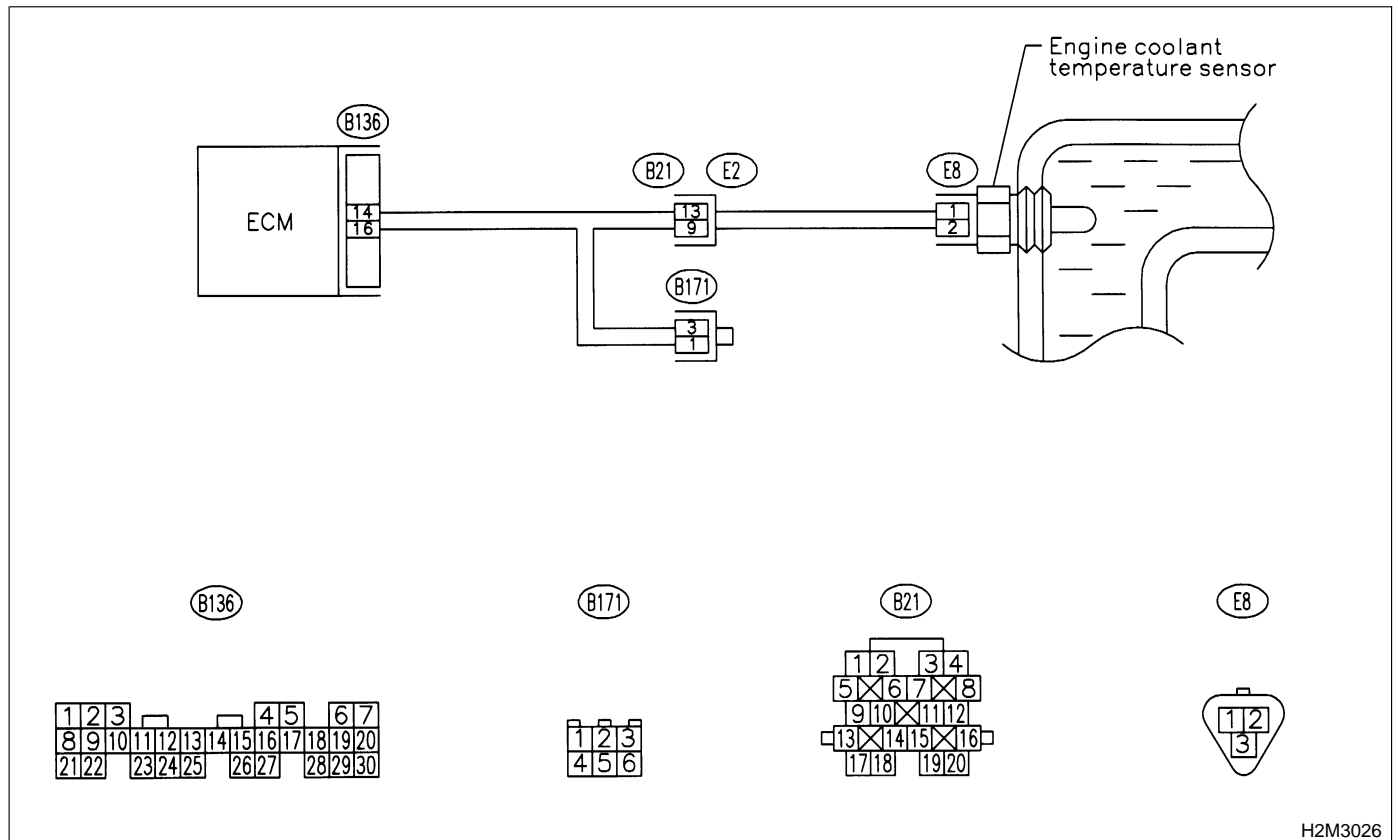 Engine coolant
temperature sensor
B136
B21 E2 E8
ECM
14
16
13
9
1
2
B171
3
1
B136 B171 B21 E8
1 2 3 4 5 6 7
8 9 10 11 12 13 14 15 16 17 18 19 20
21 22 23 24 25 26 27 28 29 30
1 2 3
4 5 6
1 2 3 4
5 6 7 8
9 10 11 12
13 14 15 16
17 18 19 20
1 2
3
H2M3026